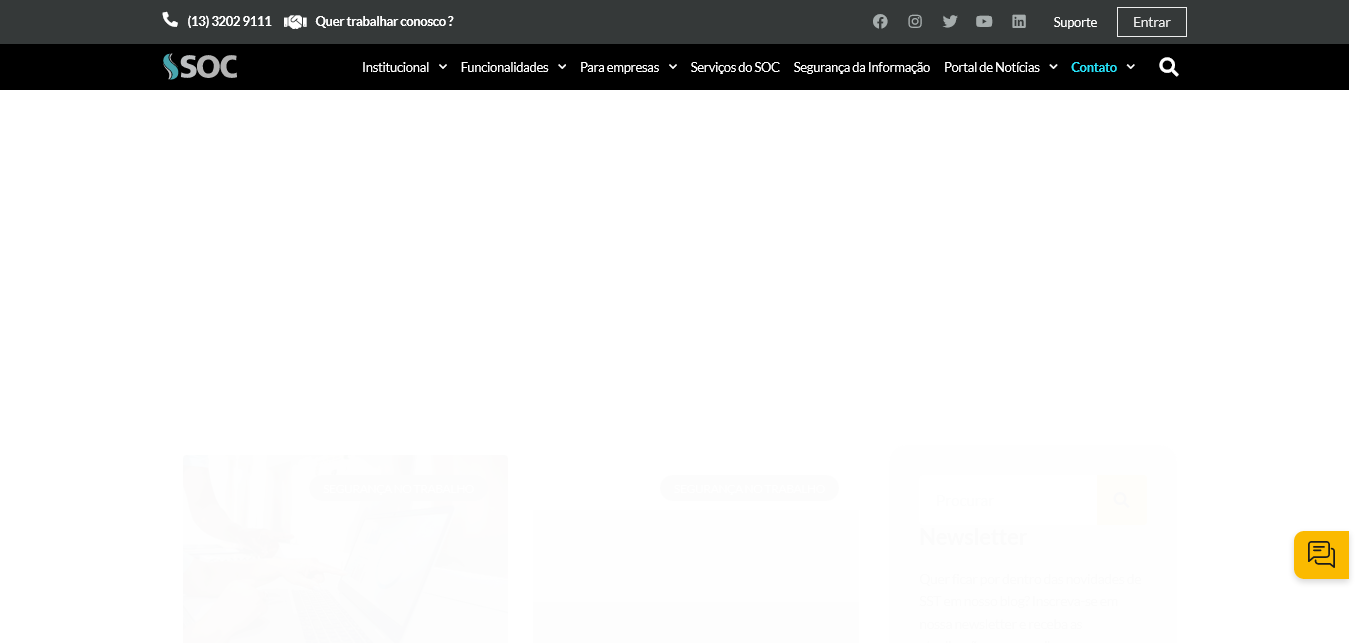 (13) 3202 9111 Quer trabalhar conosco ? Suporte Entrar
SOC Institucional Funcionalidades Para empresas Serviços do SOC Segurança da Informação Portal de Notícias Contato
Newsletter